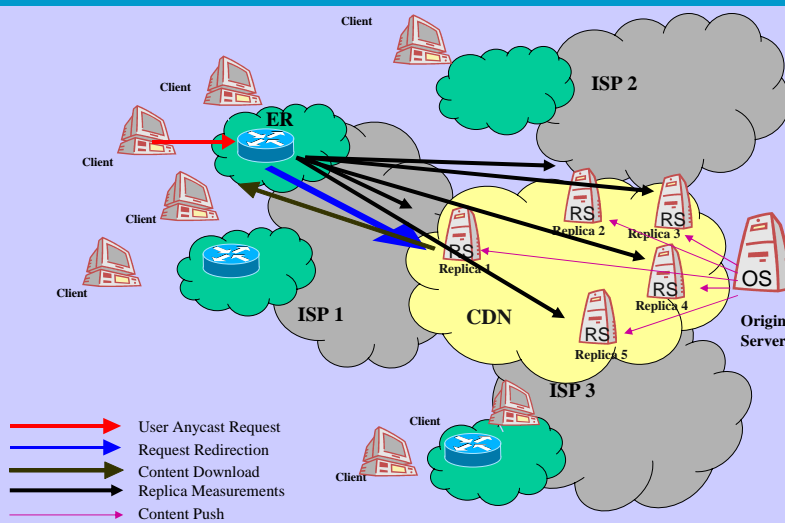 Client
ISP 2
Client
ER
Client
Client
Client
RS
RS
Replica 2
Replica 3
RS
Replica 1
RS
OS
Replica 4
ISP 1
CDN
RS
Origin
Server
Replica 5
ISP 3
Client
Client
User Anycast Request
Request Redirection
Content Download
Replica Measurements
Content Push